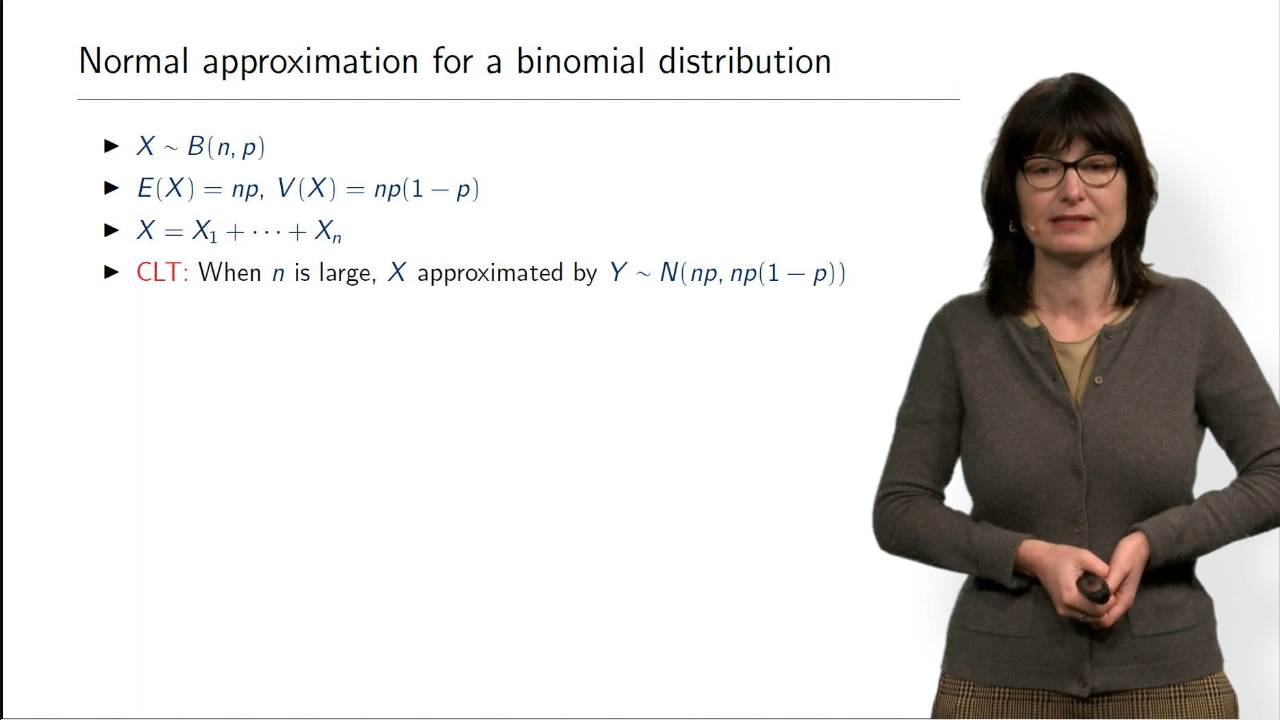 Normal approximation for a binomial distribution
▶ X ∼ B(n, p)
▶ E(X) = np, V(X) = np(1 − p)
▶ X = X₁ + ⋯ + Xₙ
▶ CLT: When n is large, X approximated by Y ∼ N(np, np(1 − p))